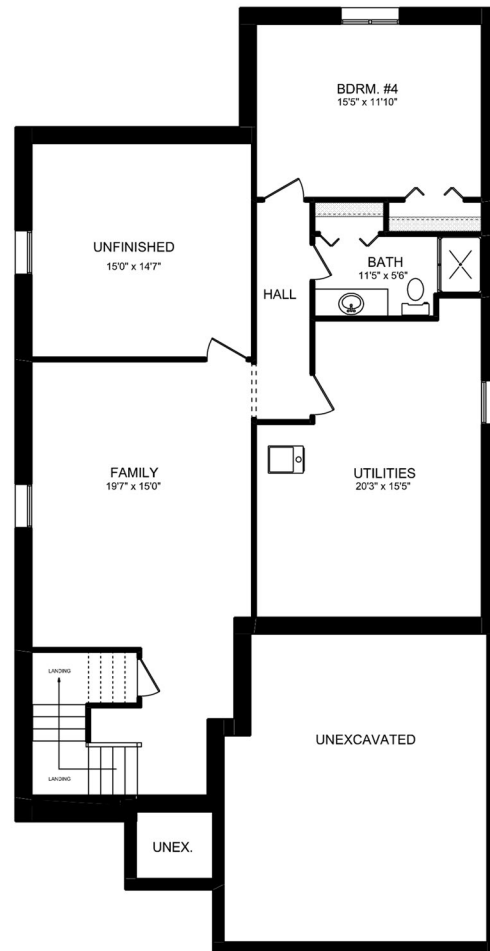 BDRM. #4
15'5" x 11'10"
UNFINISHED
15'0" x 14'7"
BATH
11'5" x 5'6"
HALL
FAMILY
19'7" x 15'0"
UTILITIES
20'3" x 15'5"
LANDING
LANDING
UNEXCAVATED
UNEX.